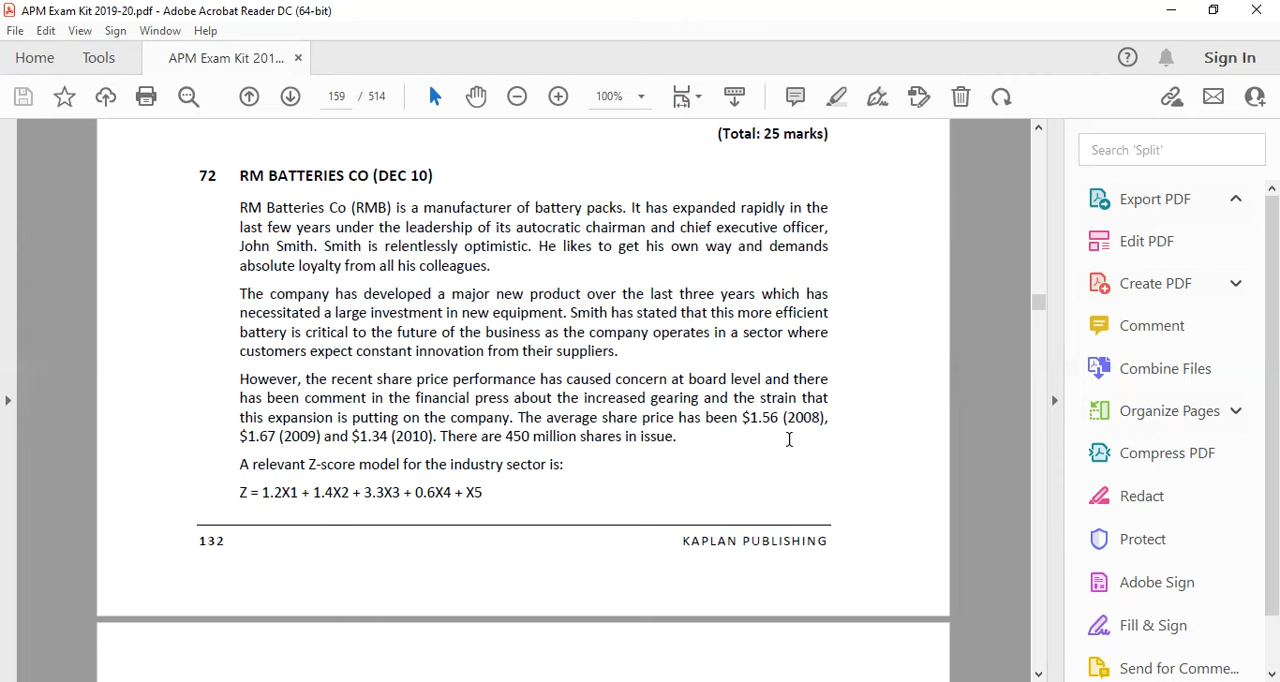 APM Exam Kit 2019-20.pdf - Adobe Acrobat Reader DC (64-bit)
File Edit View Sign Window Help
Home Tools APM Exam Kit 201... × Sign In
159 / 514 100%
(Total: 25 marks)
72 RM BATTERIES CO (DEC 10)
RM Batteries Co (RMB) is a manufacturer of battery packs. It has expanded rapidly in the
last few years under the leadership of its autocratic chairman and chief executive officer,
John Smith. Smith is relentlessly optimistic. He likes to get his own way and demands
absolute loyalty from all his colleagues.
The company has developed a major new product over the last three years which has
necessitated a large investment in new equipment. Smith has stated that this more efficient
battery is critical to the future of the business as the company operates in a sector where
customers expect constant innovation from their suppliers.
However, the recent share price performance has caused concern at board level and there
has been comment in the financial press about the increased gearing and the strain that
this expansion is putting on the company. The average share price has been $1.56 (2008),
$1.67 (2009) and $1.34 (2010). There are 450 million shares in issue.
A relevant Z-score model for the industry sector is:
Z = 1.2X1 + 1.4X2 + 3.3X3 + 0.6X4 + X5
132 KAPLAN PUBLISHING
Search 'Split'
Export PDF
Edit PDF
Create PDF
Comment
Combine Files
Organize Pages
Compress PDF
Redact
Protect
Adobe Sign
Fill & Sign
Send for Comme...